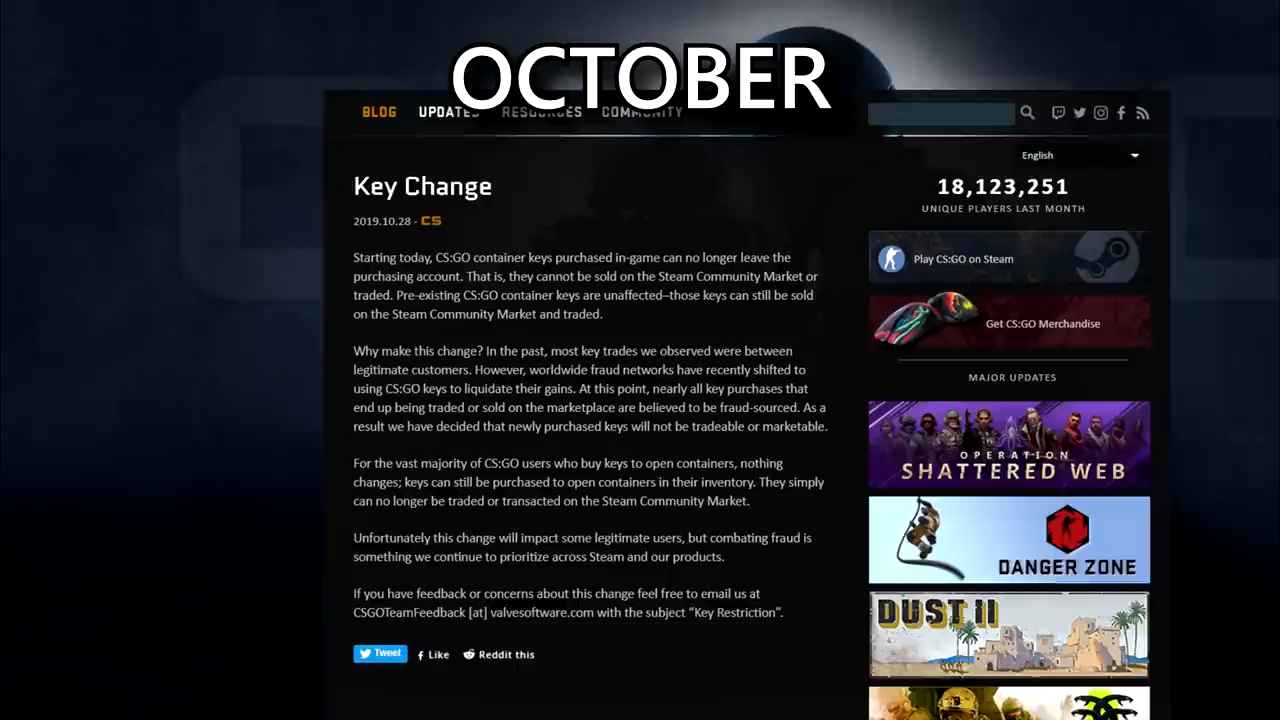 OCTOBER
BLOG UPDATES RESOURCES COMMUNITY
English
Key Change
18,123,251
UNIQUE PLAYERS LAST MONTH
2019.10.28 - CS
Starting today, CS:GO container keys purchased in-game can no longer leave the
purchasing account. That is, they cannot be sold on the Steam Community Market or
traded. Pre-existing CS:GO container keys are unaffected–those keys can still be sold
on the Steam Community Market and traded.
Why make this change? In the past, most key trades we observed were between
legitimate customers. However, worldwide fraud networks have recently shifted to
using CS:GO keys to liquidate their gains. At this point, nearly all key purchases that
end up being traded or sold on the marketplace are believed to be fraud-sourced. As a
result we have decided that newly purchased keys will not be tradeable or marketable.
For the vast majority of CS:GO users who buy keys to open containers, nothing
changes; keys can still be purchased to open containers in their inventory. They simply
can no longer be traded or transacted on the Steam Community Market.
Unfortunately this change will impact some legitimate users, but combating fraud is
something we continue to prioritize across Steam and our products.
If you have feedback or concerns about this change feel free to email us at
CSGOTeamFeedback [at] valvesoftware.com with the subject “Key Restriction”.
Tweet Like Reddit this
Play CS:GO on Steam
Get CS:GO Merchandise
MAJOR UPDATES
OPERATION
SHATTERED WEB
DANGER ZONE
DUST II